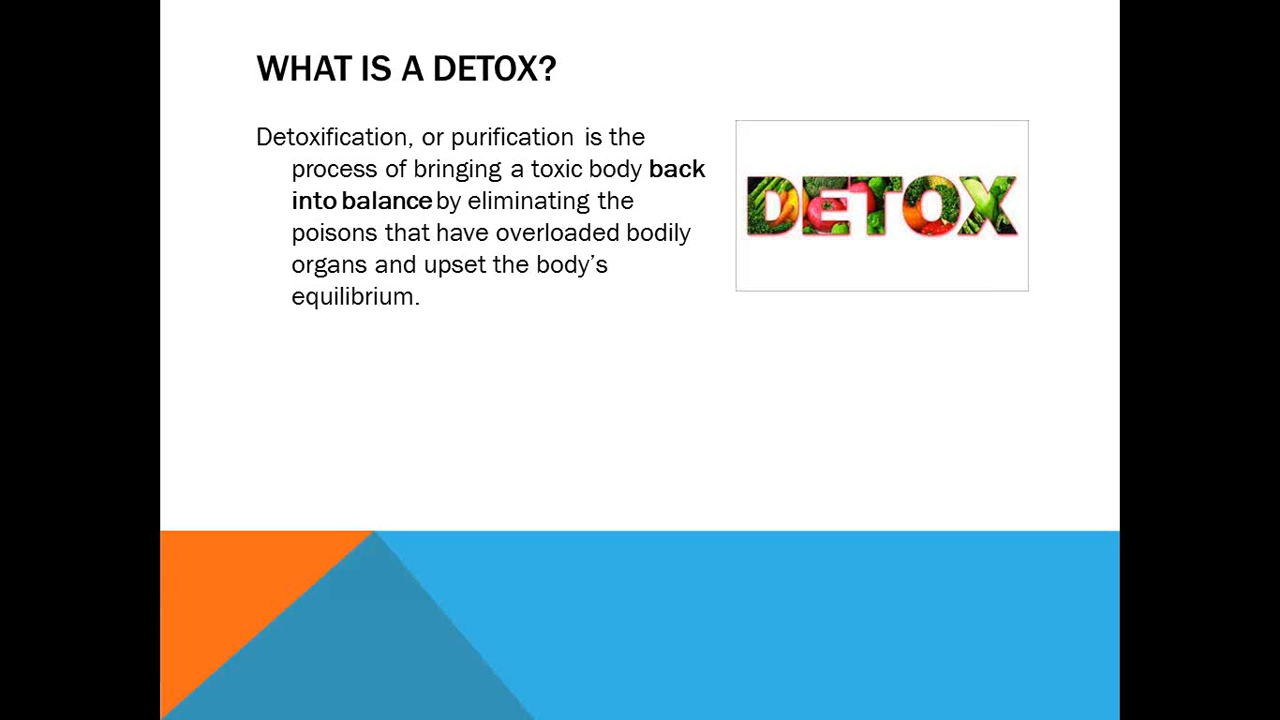 WHAT IS A DETOX?
Detoxification, or purification is the
process of bringing a toxic body back
into balance by eliminating the
poisons that have overloaded bodily
organs and upset the body’s
equilibrium.
DETOX